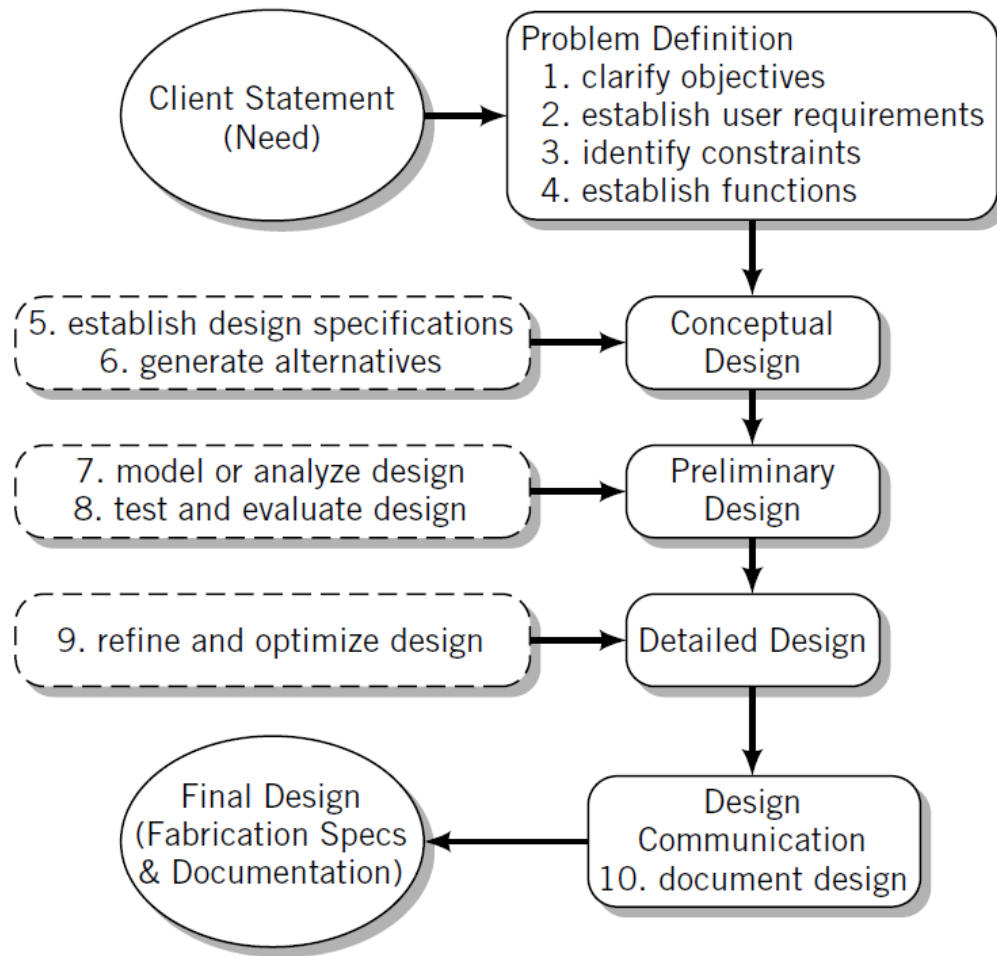 Client Statement
(Need)
Problem Definition
1. clarify objectives
2. establish user requirements
3. identify constraints
4. establish functions
5. establish design specifications
6. generate alternatives
Conceptual
Design
7. model or analyze design
8. test and evaluate design
Preliminary
Design
9. refine and optimize design
Detailed Design
Design
Communication
10. document design
Final Design
(Fabrication Specs
& Documentation)